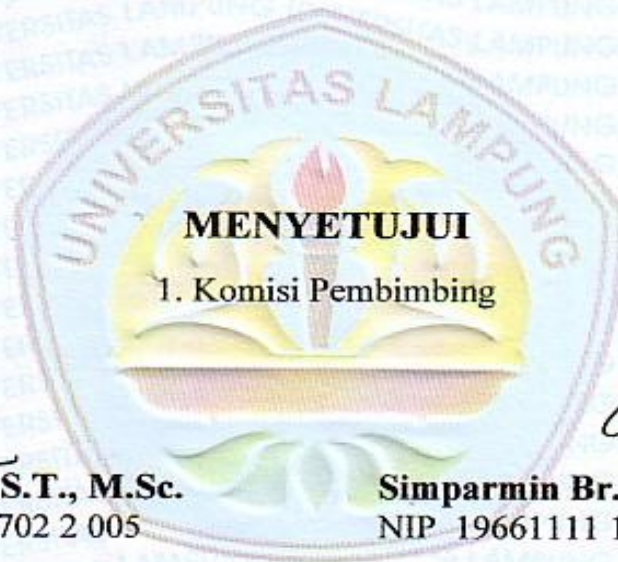 UNIVERSITAS LAMPUNG
MENYETUJUI
1. Komisi Pembimbing
S.T., M.Sc.
702 2 005
Simparmin Br.
NIP 19661111 1